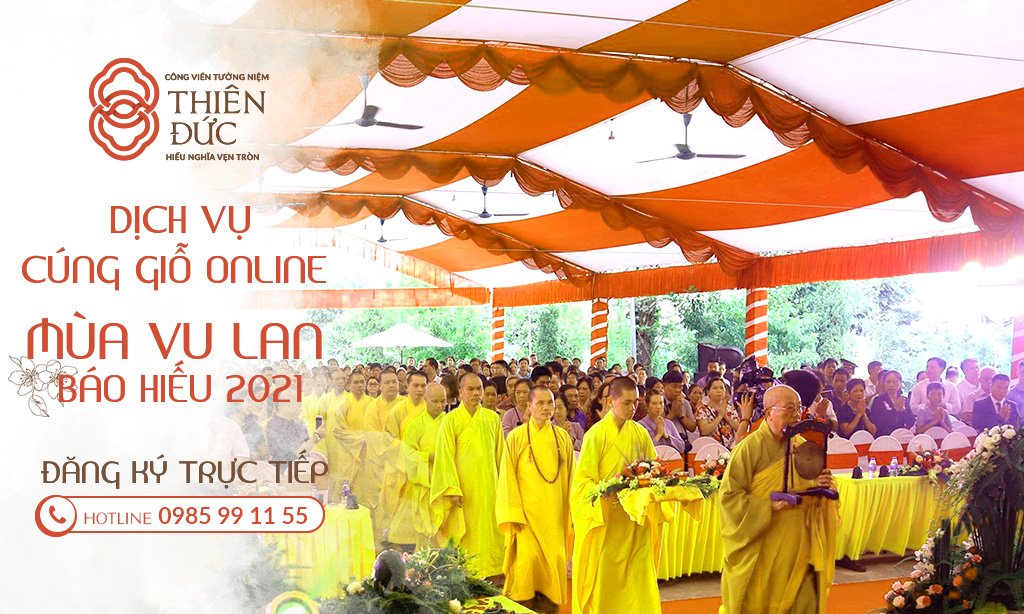 CÔNG VIÊN TƯỞNG NIỆM
THIÊN
ĐỨC
HIẾU NGHĨA VẸN TRÒN
DỊCH VỤ
CÚNG GIỖ ONLINE
MÙA VU LAN
BÁO HIẾU 2021
ĐĂNG KÝ TRỰC TIẾP
HOTLINE 0985 99 11 55